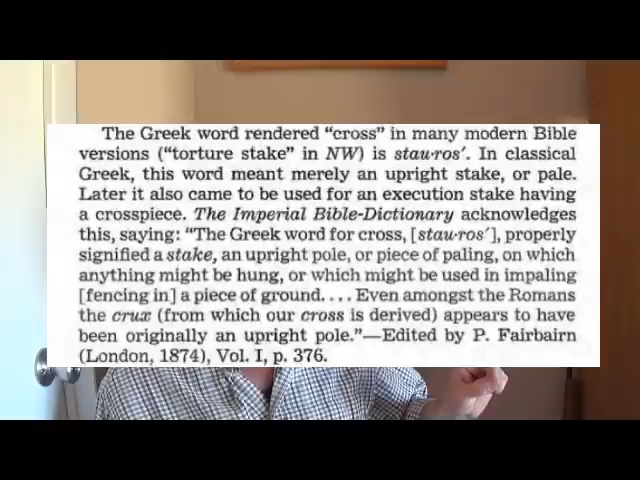 The Greek word rendered “cross” in many modern Bible
versions (“torture stake” in NW) is stau·ros′. In classical
Greek, this word meant merely an upright stake, or pale.
Later it also came to be used for an execution stake having
a crosspiece. The Imperial Bible-Dictionary acknowledges
this, saying: “The Greek word for cross, [stau·ros′], properly
signified a stake, an upright pole, or piece of paling, on which
anything might be hung, or which might be used in impaling
[fencing in] a piece of ground. . . . Even amongst the Romans
the crux (from which our cross is derived) appears to have
been originally an upright pole.”—Edited by P. Fairbairn
(London, 1874), Vol. I, p. 376.